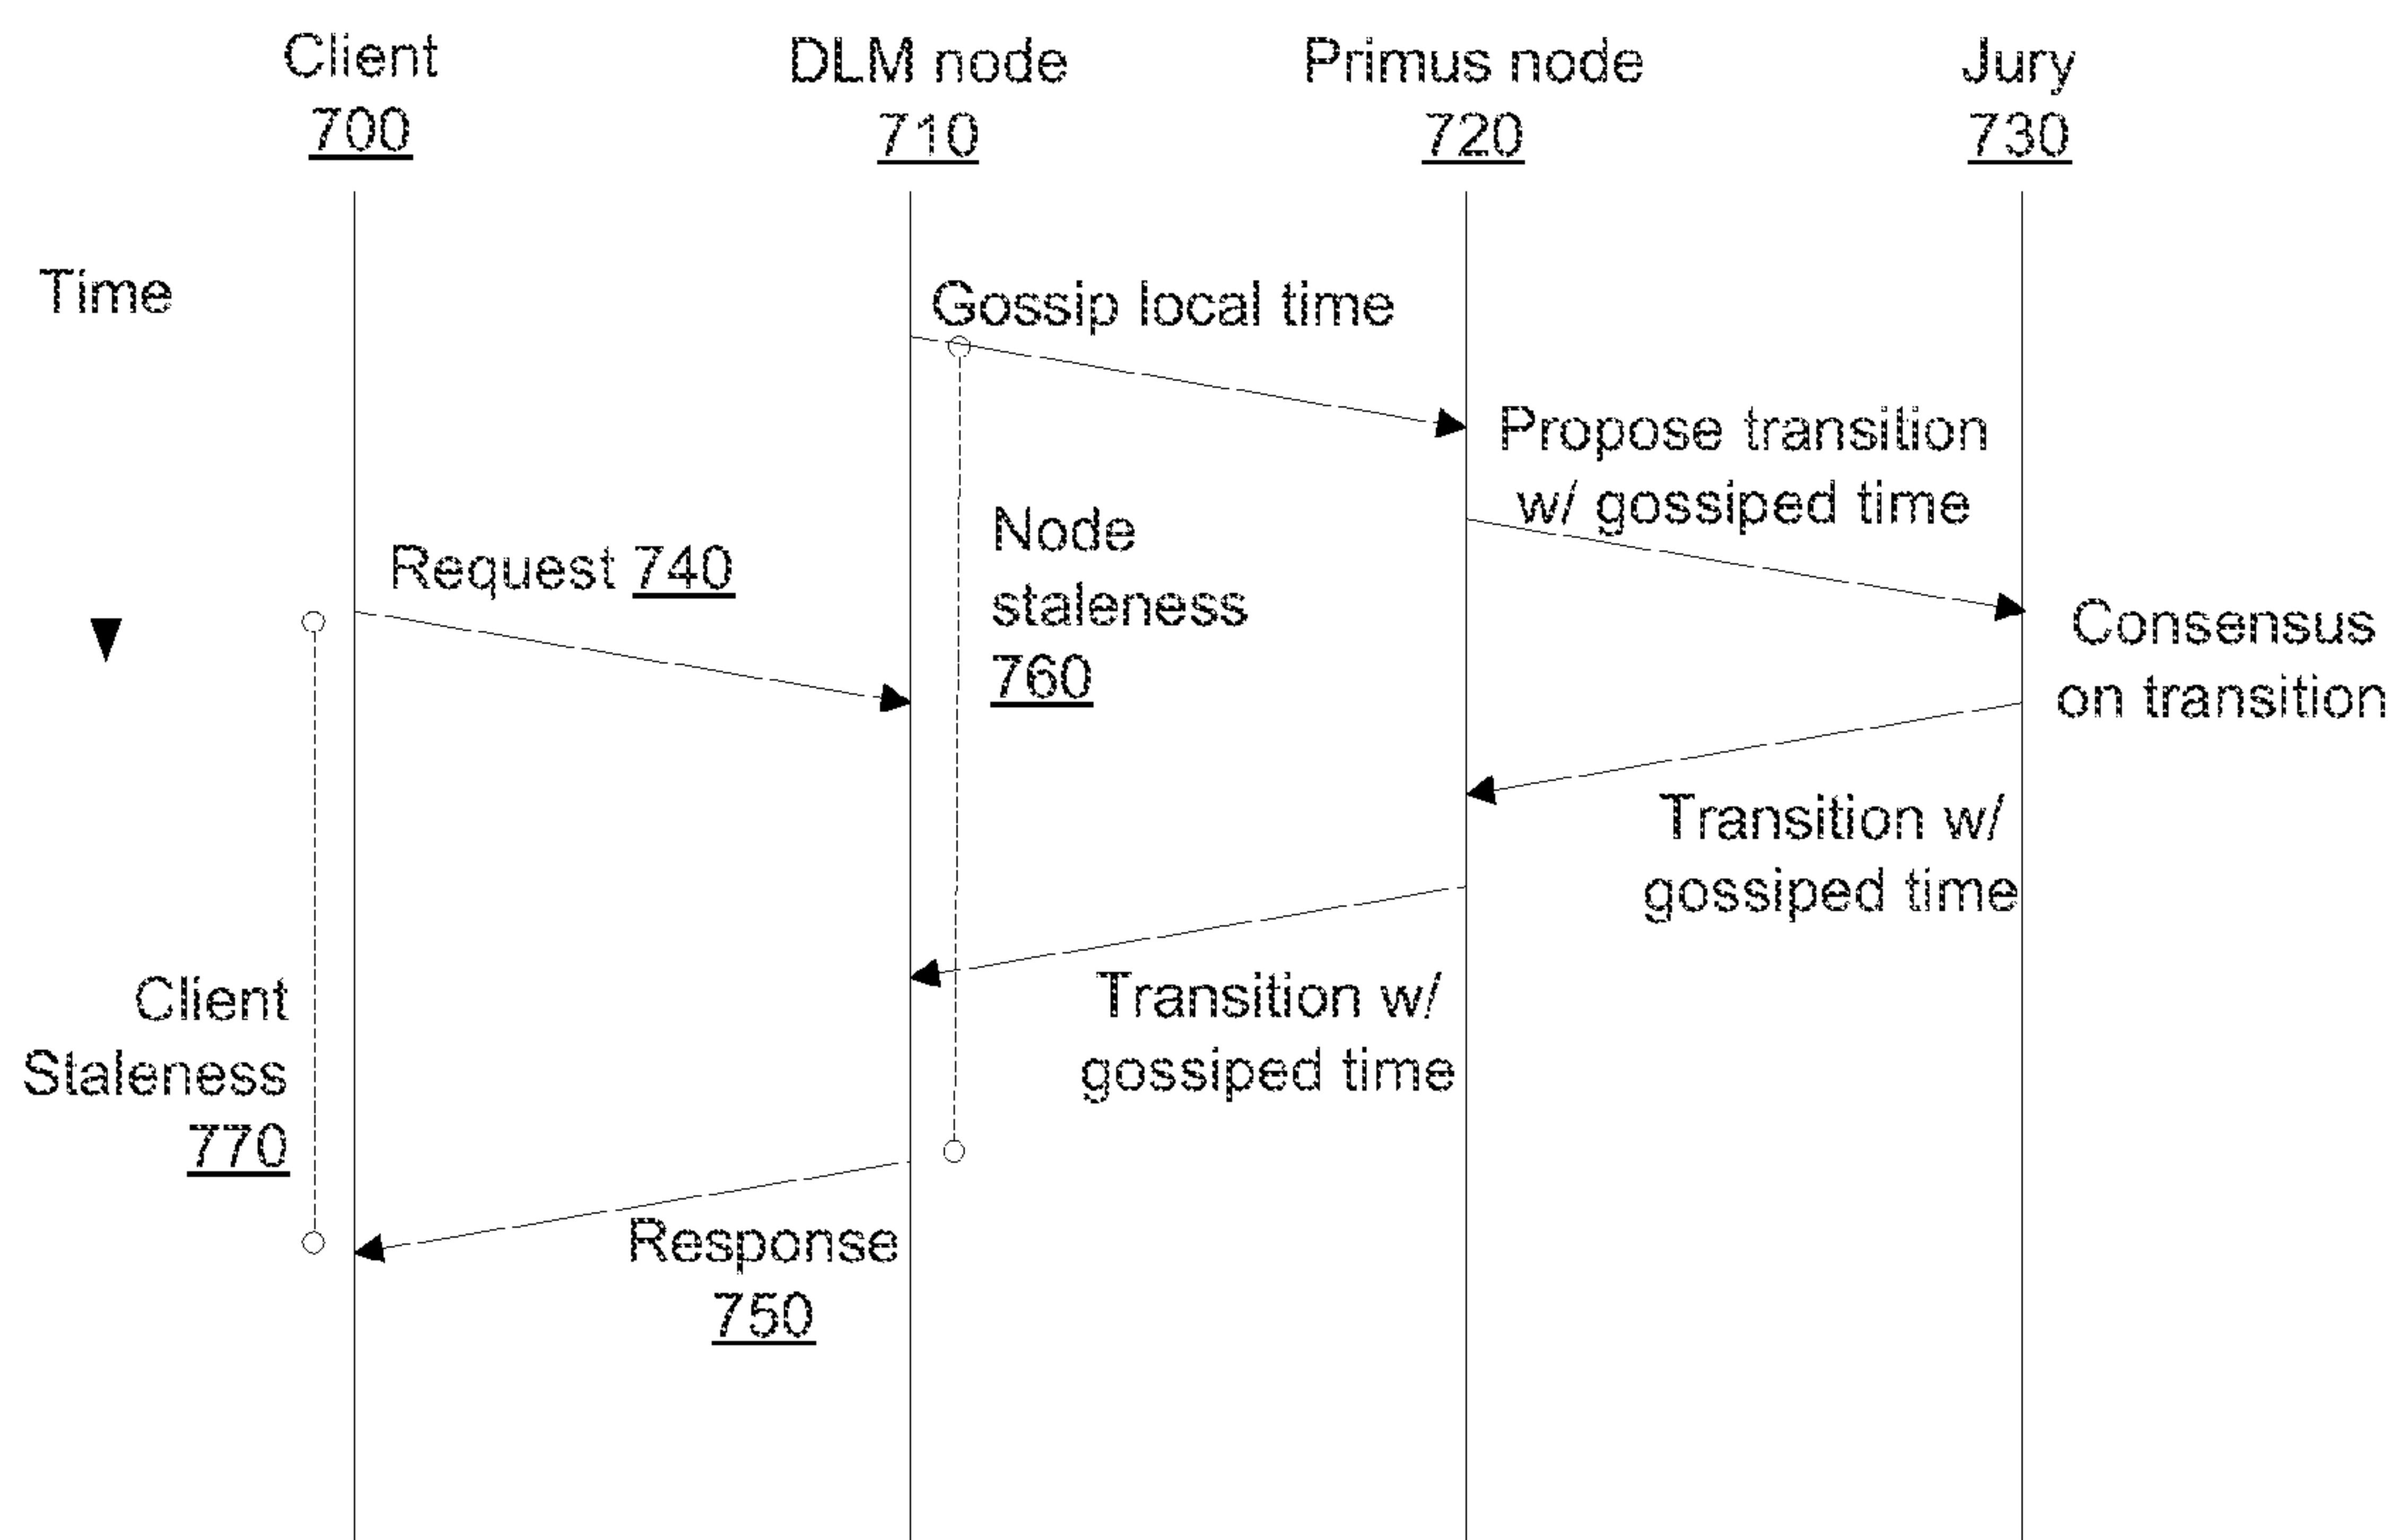 Client
700
DLM node
710
Primus node
720
Jury
730
Time
Gossip local time
Propose transition
w/ gossiped time
Request 740
Node
staleness
760
Consensus
on transition
Transition w/
gossiped time
Client
Staleness
770
Transition w/
gossiped time
Response
750